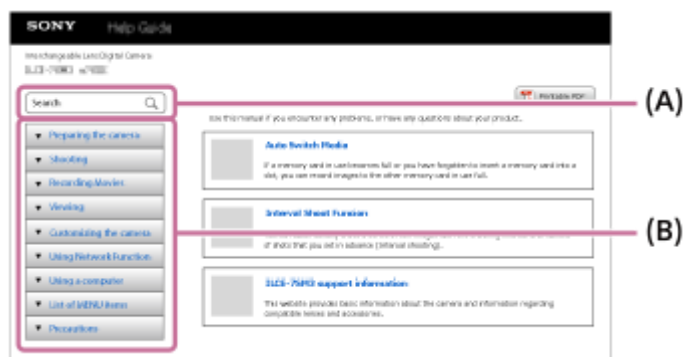 SONY Help Guide
Interchangeable Lens Digital Camera
Search
(A)
Printable PDF
Use this manual if you encounter any problems, or have any questions about your product.
Preparing the camera
Shooting
Recording Movies
Viewing
Customizing the camera
Using Network Function
Using a computer
List of MENU items
Precautions
(B)
Auto Switch Media
If a memory card in use becomes full or you have forgotten to insert a memory card into a
slot, you can record images to the other memory card in use full.
Interval Shoot Funcion
of shots that you set in advance (Interval shooting).
support information
This website provides basic information about the camera and information regarding
compatible lenses and accessories.